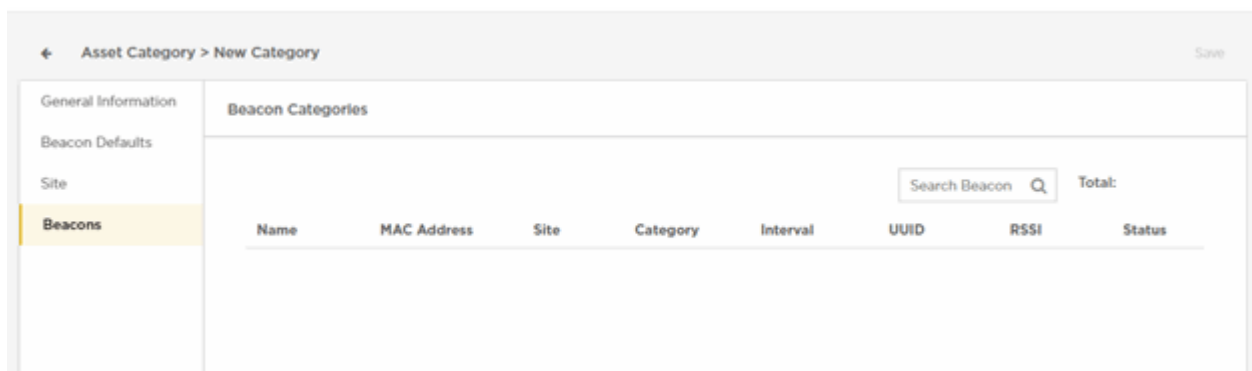 Asset Category > New Category
Save
General Information
Beacon Defaults
Site
Beacons
Beacon Categories
Search Beacon
Total:
Name MAC Address Site Category Interval UUID RSSI Status